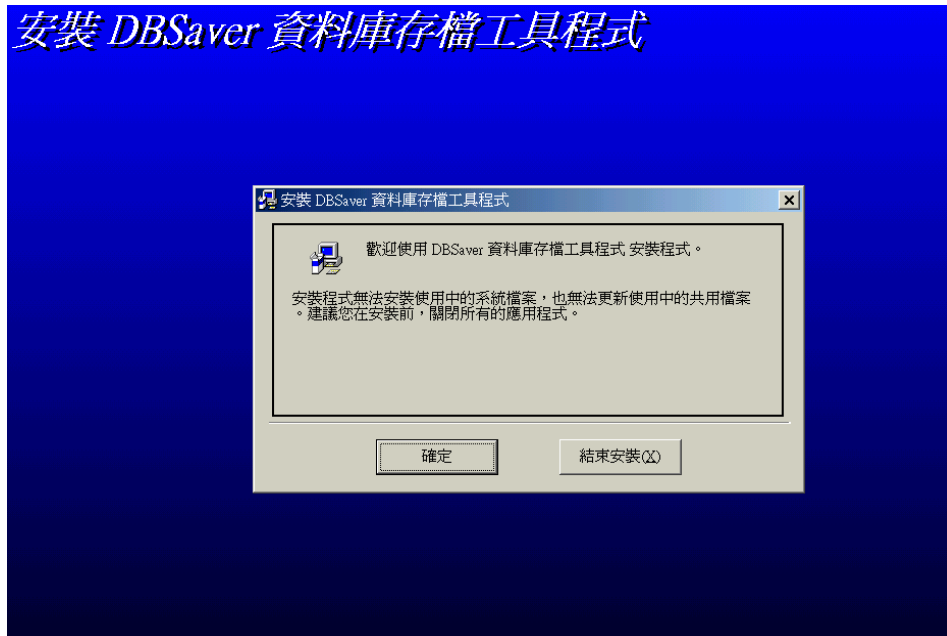 安裝 DBSaver 資料庫存檔工具程式
安裝 DBSaver 資料庫存檔工具程式
歡迎使用 DBSaver 資料庫存檔工具程式 安裝程式。
安裝程式無法安裝使用中的系統檔案，也無法更新使用中的共用檔案
。建議您在安裝前，關閉所有的應用程式。
確定
結束安裝(X)